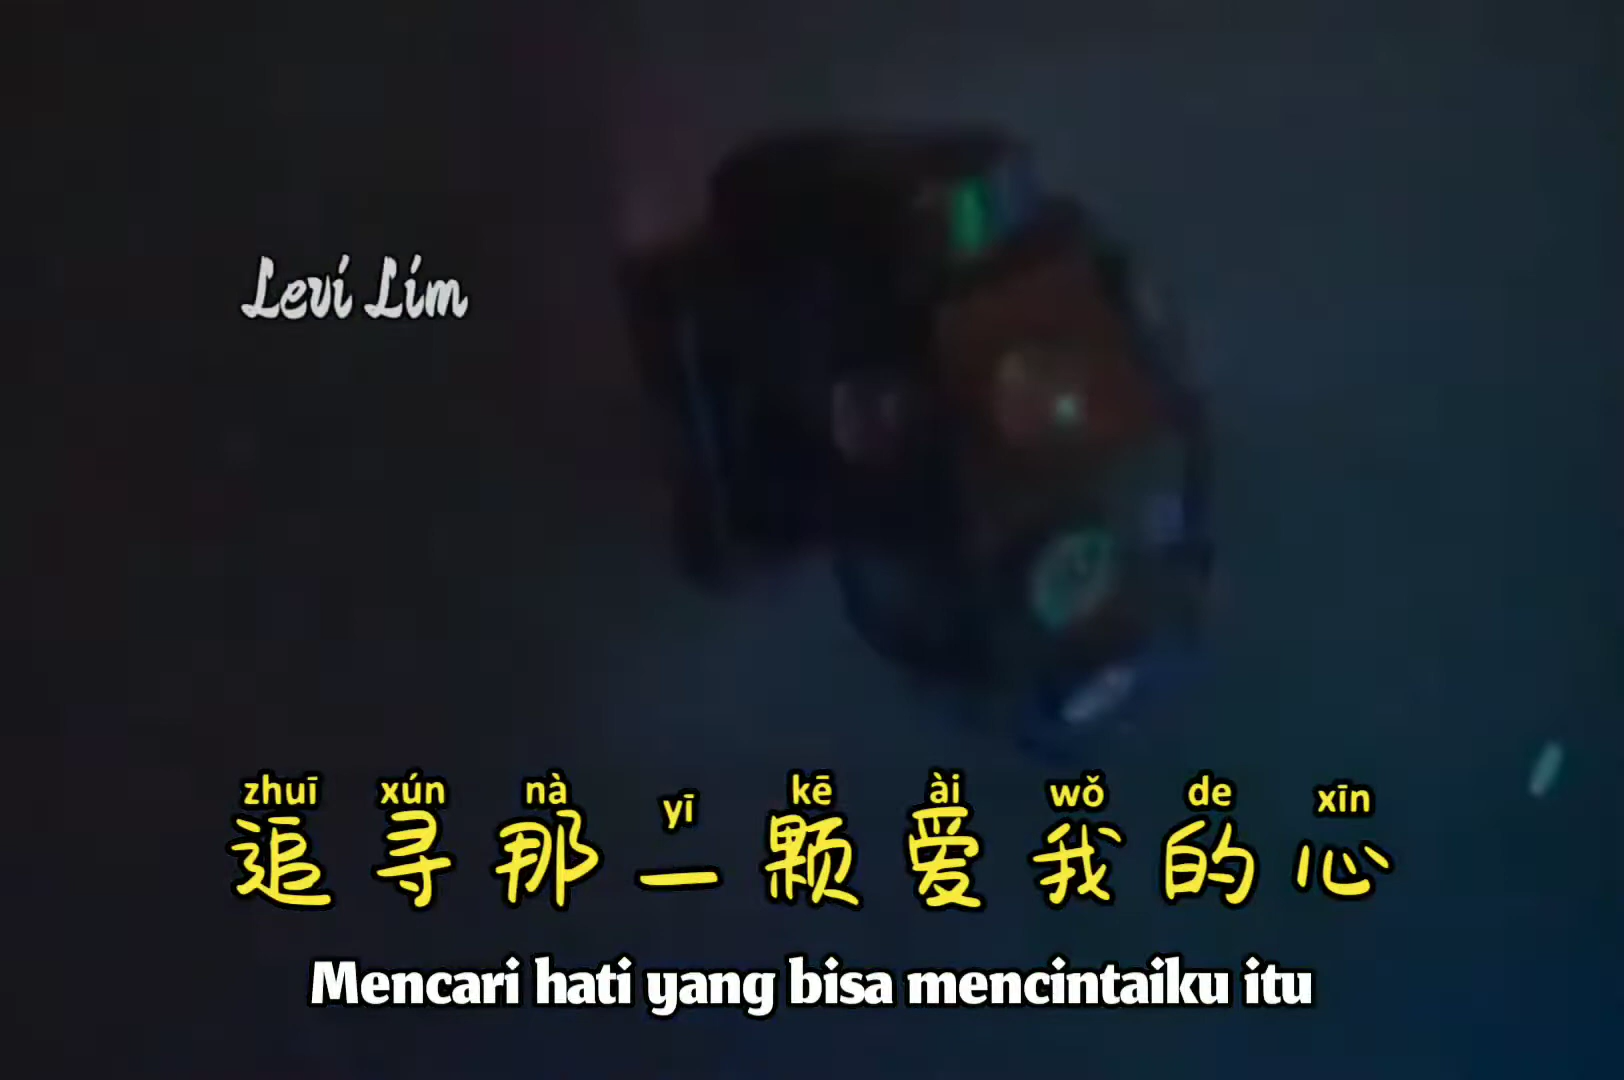 Levi Lim
zhuī xún nà yī kē ài wǒ de xīn
追寻那一颗爱我的心
Mencari hati yang bisa mencintaiku itu